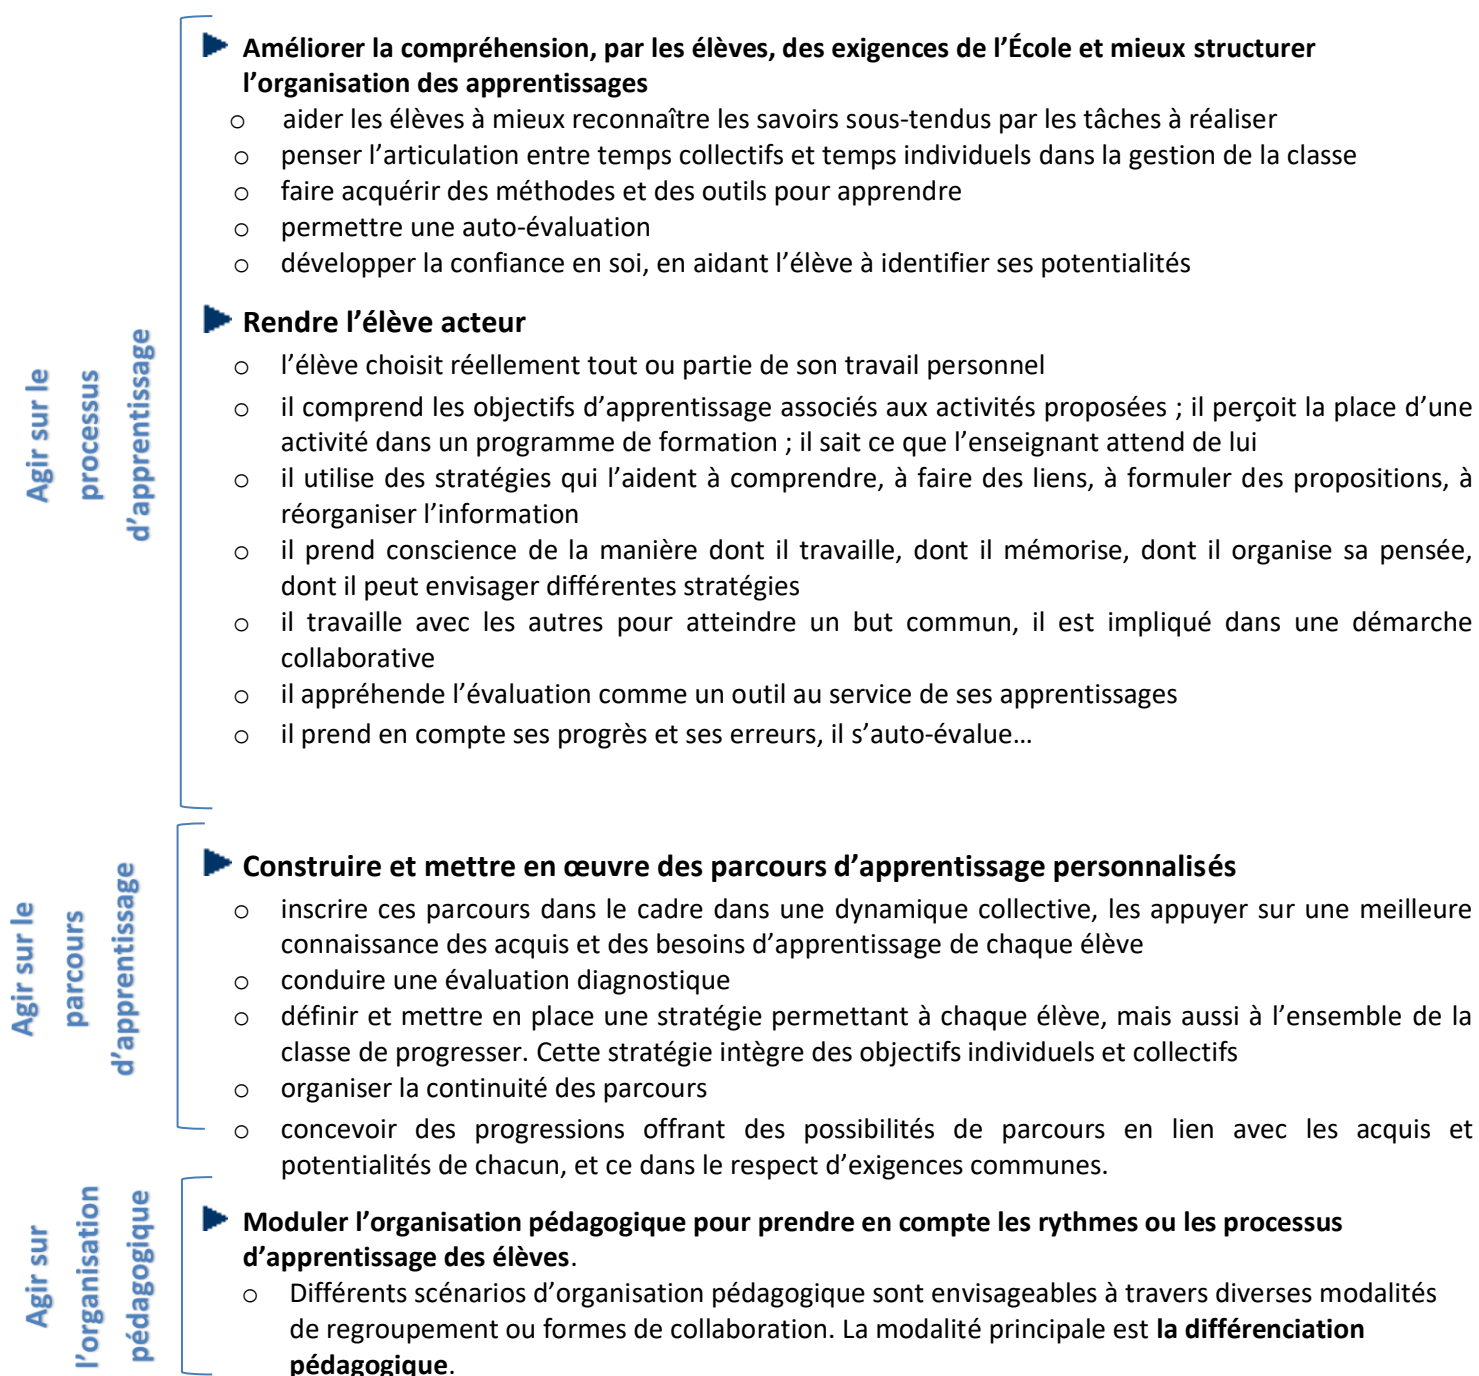 Améliorer la compréhension, par les élèves, des exigences de l’École et mieux structurer
l’organisation des apprentissages
o aider les élèves à mieux reconnaître les savoirs sous-tendus par les tâches à réaliser
o penser l’articulation entre temps collectifs et temps individuels dans la gestion de la classe
o faire acquérir des méthodes et des outils pour apprendre
o permettre une auto-évaluation
o développer la confiance en soi, en aidant l’élève à identifier ses potentialités
Agir sur le
processus
d’apprentissage
Rendre l’élève acteur
o l’élève choisit réellement tout ou partie de son travail personnel
o il comprend les objectifs d’apprentissage associés aux activités proposées ; il perçoit la place d’une
activité dans un programme de formation ; il sait ce que l’enseignant attend de lui
o il utilise des stratégies qui l’aident à comprendre, à faire des liens, à formuler des propositions, à
réorganiser l’information
o il prend conscience de la manière dont il travaille, dont il mémorise, dont il organise sa pensée,
dont il peut envisager différentes stratégies
o il travaille avec les autres pour atteindre un but commun, il est impliqué dans une démarche
collaborative
o il appréhende l’évaluation comme un outil au service de ses apprentissages
o il prend en compte ses progrès et ses erreurs, il s’auto-évalue…
Agir sur le
parcours
d’apprentissage
Construire et mettre en œuvre des parcours d’apprentissage personnalisés
o inscrire ces parcours dans le cadre dans une dynamique collective, les appuyer sur une meilleure
connaissance des acquis et des besoins d’apprentissage de chaque élève
o conduire une évaluation diagnostique
o définir et mettre en place une stratégie permettant à chaque élève, mais aussi à l’ensemble de la
classe de progresser. Cette stratégie intègre des objectifs individuels et collectifs
o organiser la continuité des parcours
o concevoir des progressions offrant des possibilités de parcours en lien avec les acquis et
potentialités de chacun, et ce dans le respect d’exigences communes.
Agir sur
l’organisation
pédagogique
Moduler l’organisation pédagogique pour prendre en compte les rythmes ou les processus
d’apprentissage des élèves.
o Différents scénarios d’organisation pédagogique sont envisageables à travers diverses modalités
de regroupement ou formes de collaboration. La modalité principale est la différenciation
pédagogique.